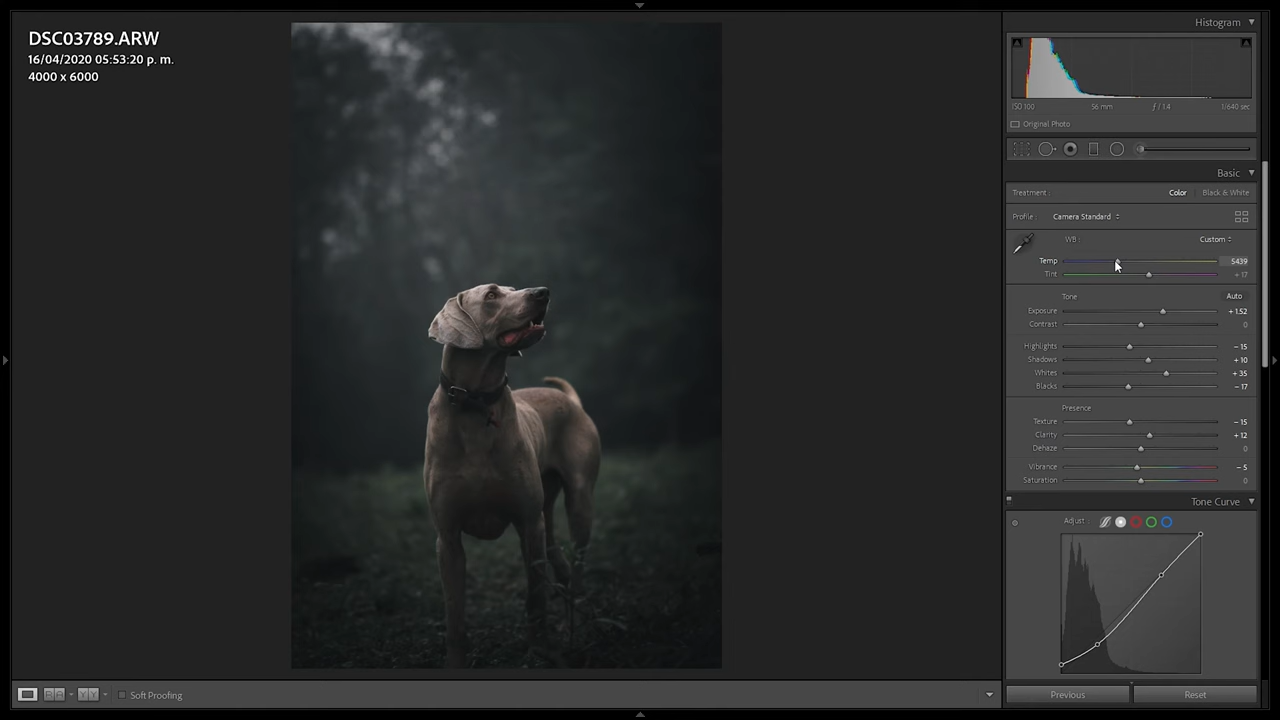 DSC03789.ARW
16/04/2020 05:53:20 p. m.
4000 x 6000
Histogram
ISO 100 56 mm ƒ / 1.4 1/640 sec
Original Photo
Basic
Treatment : Color Black & White
Profile : Camera Standard
WB : Custom
Temp 5439
Tint + 17
Tone Auto
Exposure + 1.52
Contrast 0
Highlights − 15
Shadows + 10
Whites + 35
Blacks − 17
Presence
Texture − 15
Clarity + 12
Dehaze 0
Vibrance − 5
Saturation 0
Tone Curve
Adjust :
Soft Proofing
Previous Reset